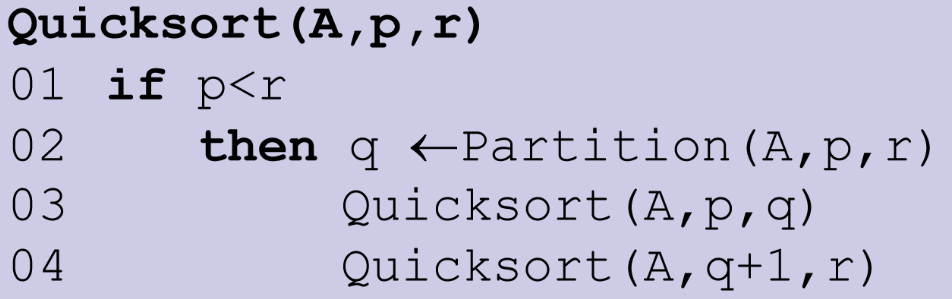 Quicksort(A,p,r)
01 if p<r
02 then q ←Partition(A,p,r)
03 Quicksort(A,p,q)
04 Quicksort(A,q+1,r)